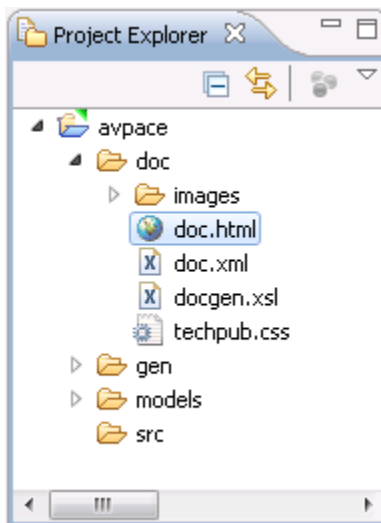 Project Explorer
avpace
doc
images
doc.html
doc.xml
docgen.xsl
techpub.css
gen
models
src